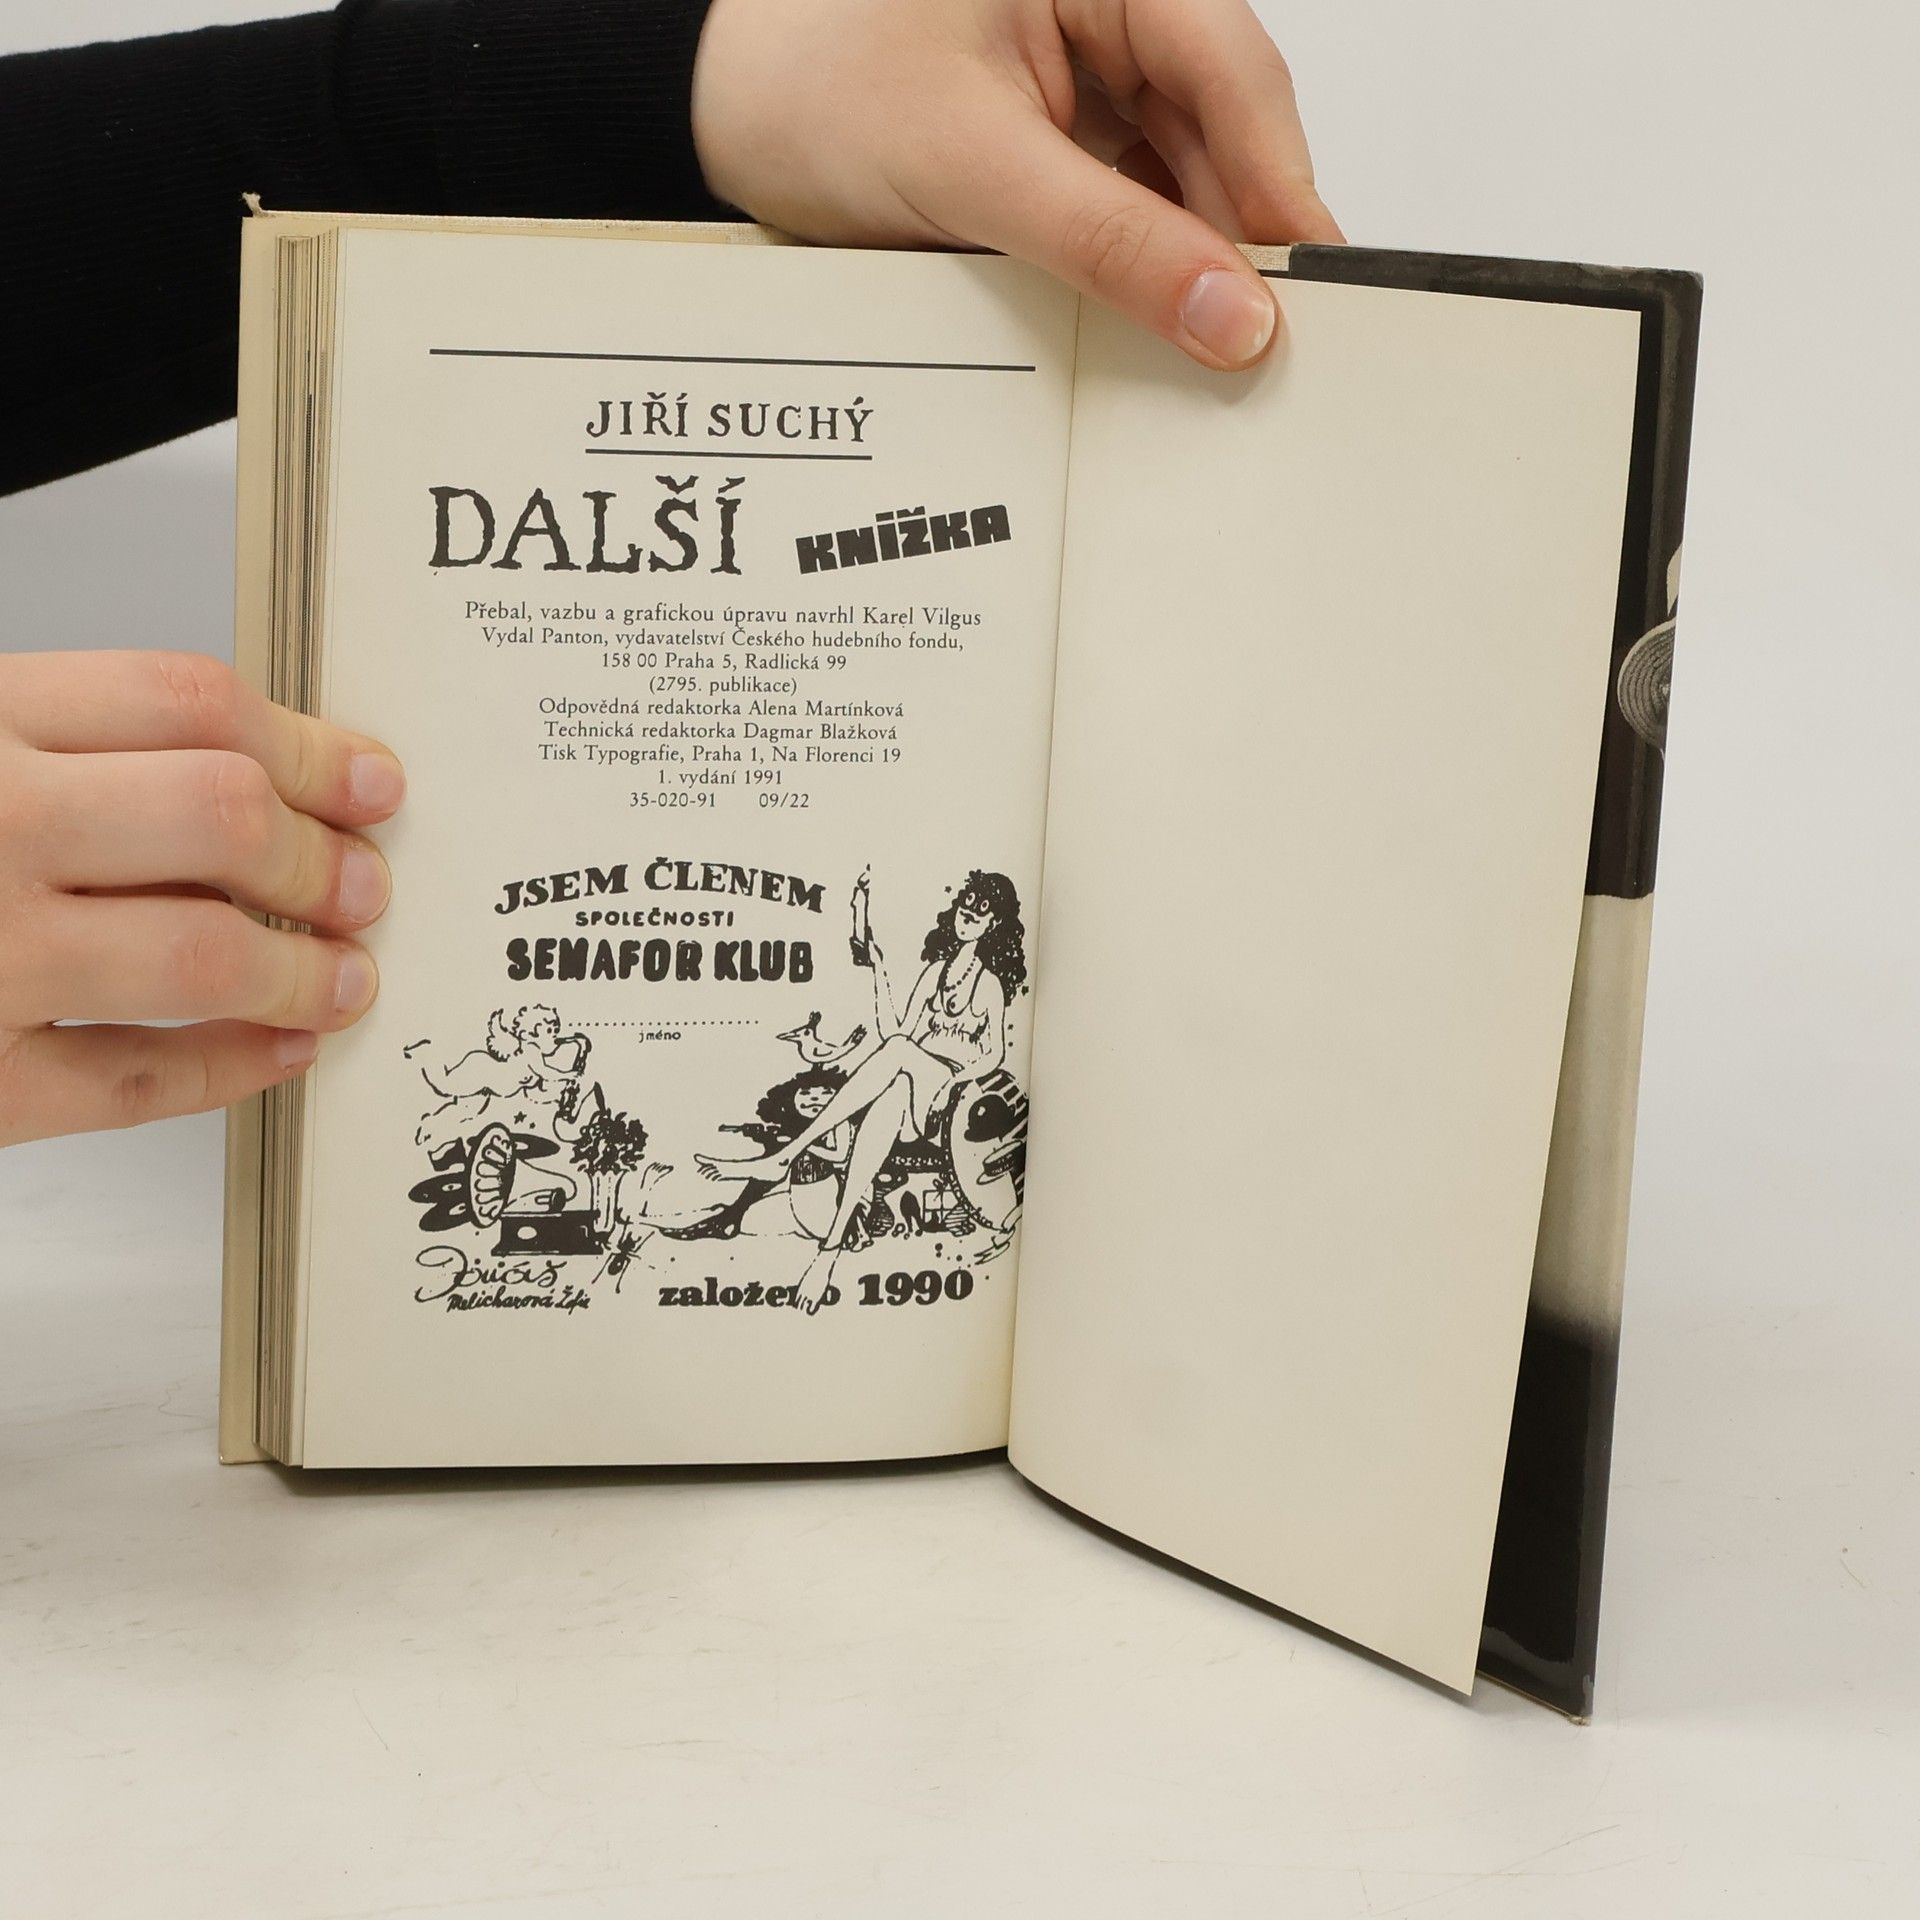 JIŘÍ SUCHÝ
DALŠÍ KNÍŽKA
Přebal, vazbu a grafickou úpravu navrhl Karel Vilgus
Vydal Panton, vydavatelství Českého hudebního fondu,
158 00 Praha 5, Radlická 99
(2795. publikace)
Odpovědná redaktorka Alena Martínková
Technická redaktorka Dagmar Blažková
Tisk Typografie, Praha 1, Na Florenci 19
1. vydání 1991
35-020-91 09/22
JSEM ČLENEM
SPOLEČNOSTI
SEMAFOR KLUB
jméno
Melicharová Žofie
založeno 1990